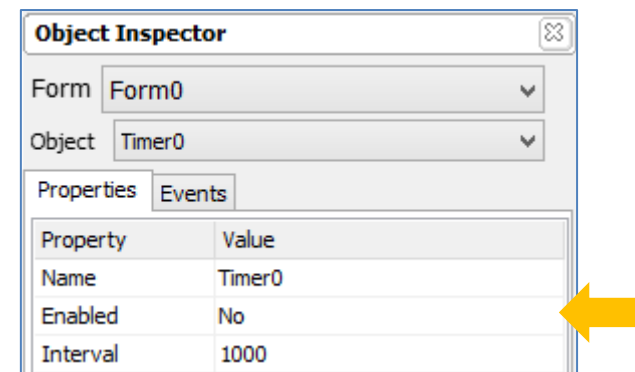 Object Inspector
Form Form0
Object Timer0
Properties Events
Property Value
Name Timer0
Enabled No
Interval 1000